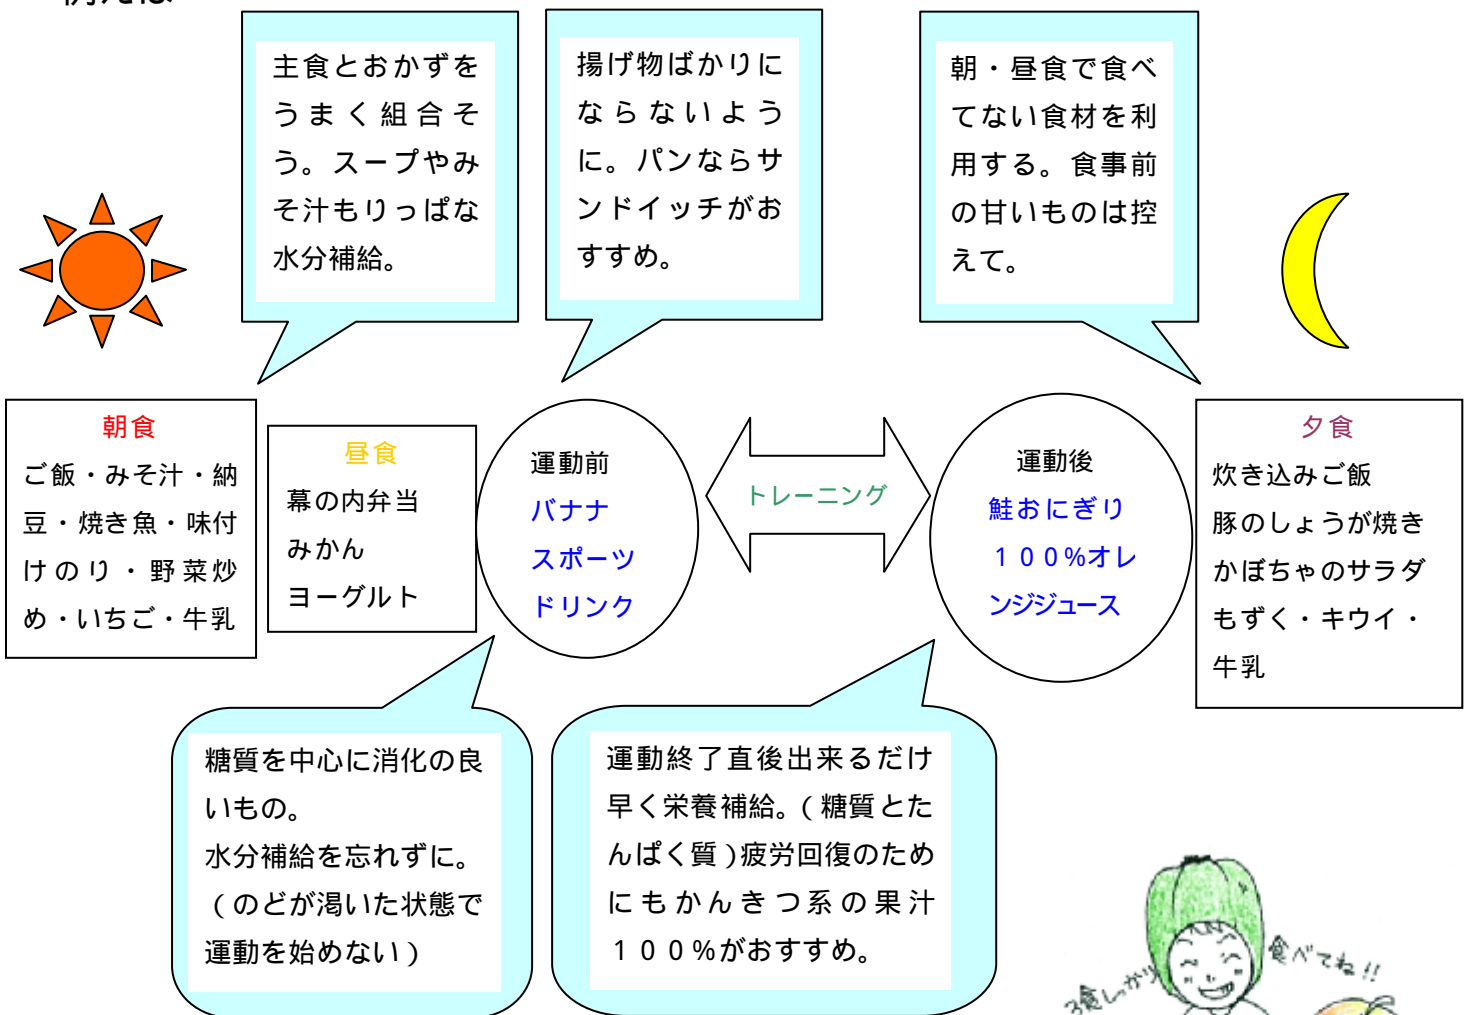 例えば
主食とおかずを
うまく組合そ
う。スープやみ
そ汁もりっぱな
水分補給。
揚げ物ばかりに
ならないよう
に。パンならサ
ンドイッチがお
すすめ。
朝・昼食で食べ
てない食材を利
用する。食事前
の甘いものは控
えて。
朝食
ご飯・みそ汁・納
豆・焼き魚・味付
けのり・野菜炒
め・いちご・牛乳
昼食
幕の内弁当
みかん
ヨーグルト
運動前
バナナ
スポーツ
ドリンク
トレーニング
運動後
鮭おにぎり
１００％オレ
ンジジュース
夕食
炊き込みご飯
豚のしょうが焼き
かぼちゃのサラダ
もずく・キウイ・
牛乳
糖質を中心に消化の良
いもの。
水分補給を忘れずに。
（のどが渇いた状態で
運動を始めない）
運動終了直後出来るだけ
早く栄養補給。（糖質とた
んぱく質）疲労回復のため
にもかんきつ系の果汁
１００％がおすすめ。
3食しっかり
食べてね!!